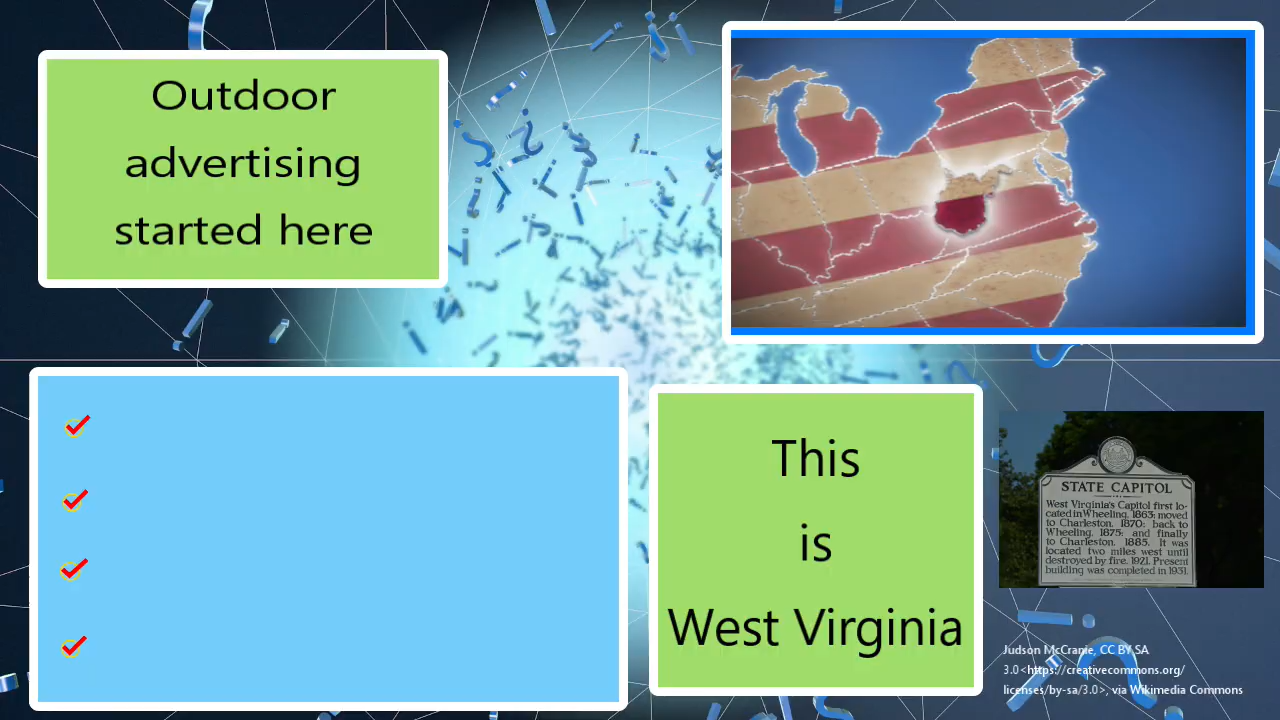 Outdoor
advertising
started here
This
is
West Virginia
STATE CAPITOL
West Virginia's Capitol first lo-
cated in Wheeling, 1863; moved
to Charleston, 1870; back to
Wheeling, 1875; and finally
to Charleston, 1885. It was
located two miles west until
destroyed by fire, 1921. Present
building was completed in 1931.
Judson McCranie, CC BY SA
3.0<https://creativecommons.org/
licenses/by-sa/3.0>, via Wikimedia Commons